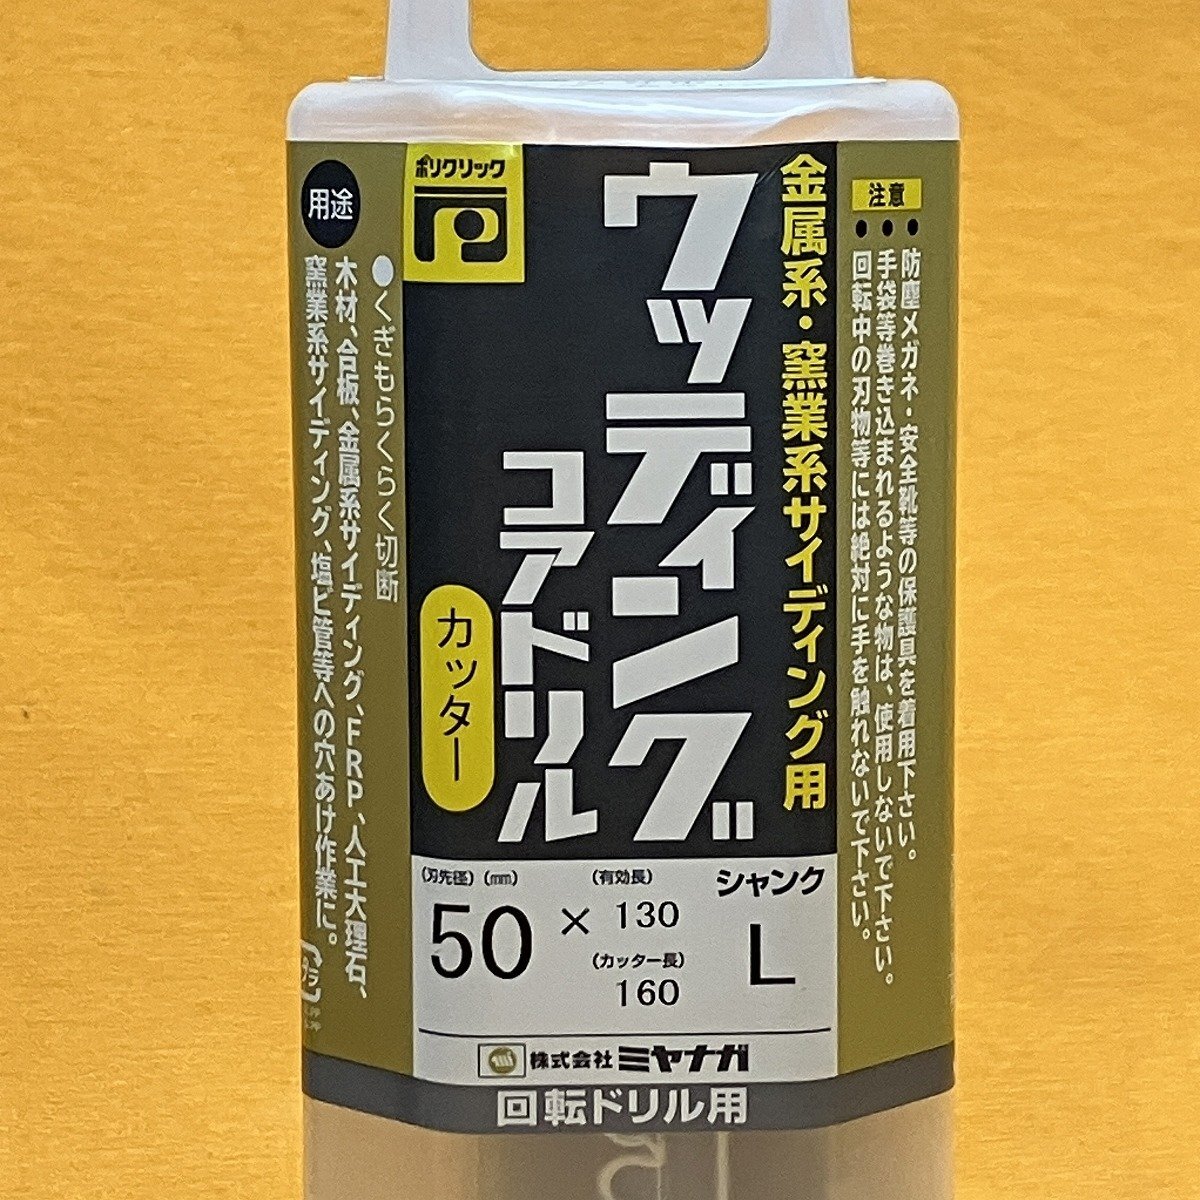 ポリクリック
金属系・窯業系サイディング用
ウッディング
コアドリル
カッター
用途
●くぎもらくらく切断
木材、合板、金属系サイディング、FRP、人工大理石、
窯業系サイディング、塩ビ管等への穴あけ作業に。
プラ
注意
●防塵メガネ・安全靴等の保護具を着用下さい。
●手袋等巻き込まれるような物は、使用しないで下さい。
●回転中の刃物等には絶対に手を触れないで下さい。
(刃先径) (mm) (有効長) シャンク
50 × 130 L
(カッター長)
160
株式会社 ミヤナガ
回転ドリル用